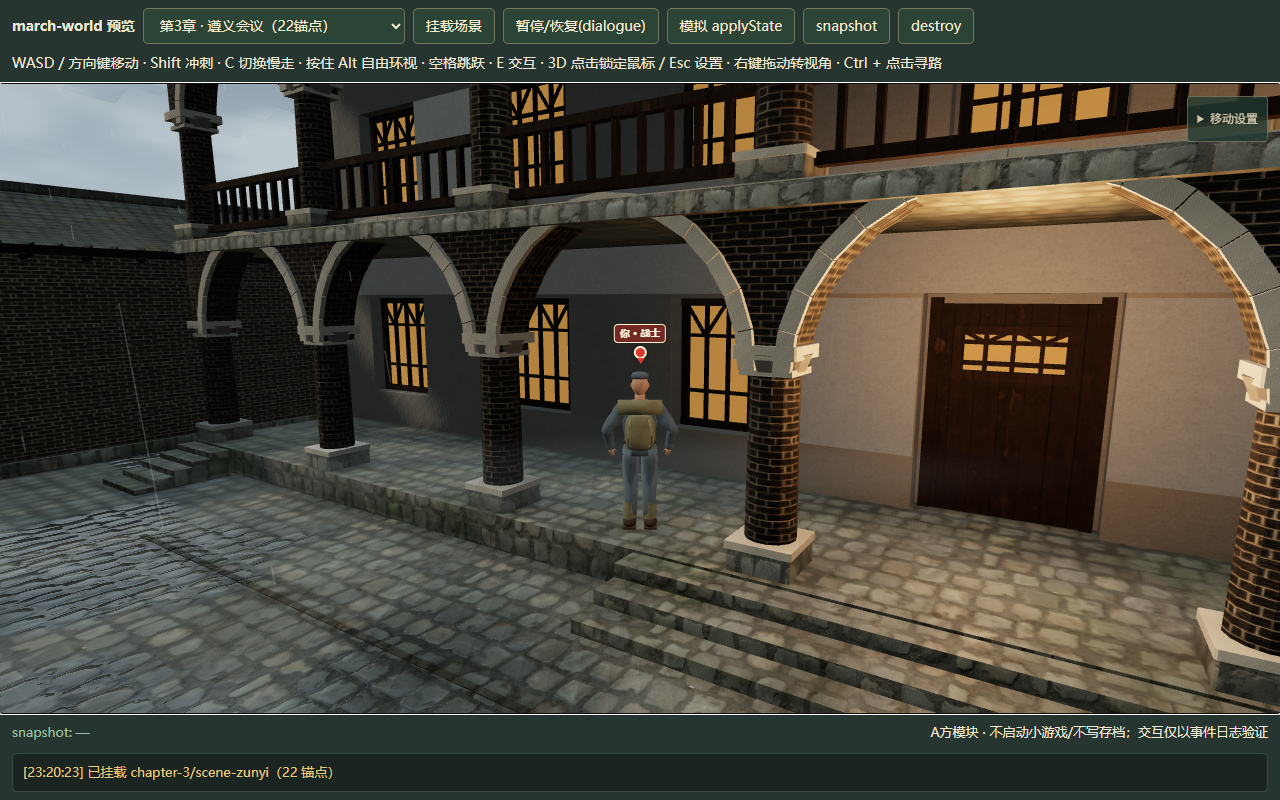 march-world 预览
第3章 · 遵义会议（22锚点）
挂载场景
暂停/恢复(dialogue)
模拟 applyState
snapshot
destroy
WASD / 方向键移动 · Shift 冲刺 · C 切换慢走 · 按住 Alt 自由环视 · 空格跳跃 · E 交互 · 3D 点击锁定鼠标 / Esc 设置 · 右键拖动转视角 · Ctrl + 点击寻路
▶ 移动设置
你 · 战士
snapshot: —
A方模块 · 不启动小游戏/不写存档；交互仅以事件日志验证
[23:20:23] 已挂载 chapter-3/scene-zunyi（22 锚点）